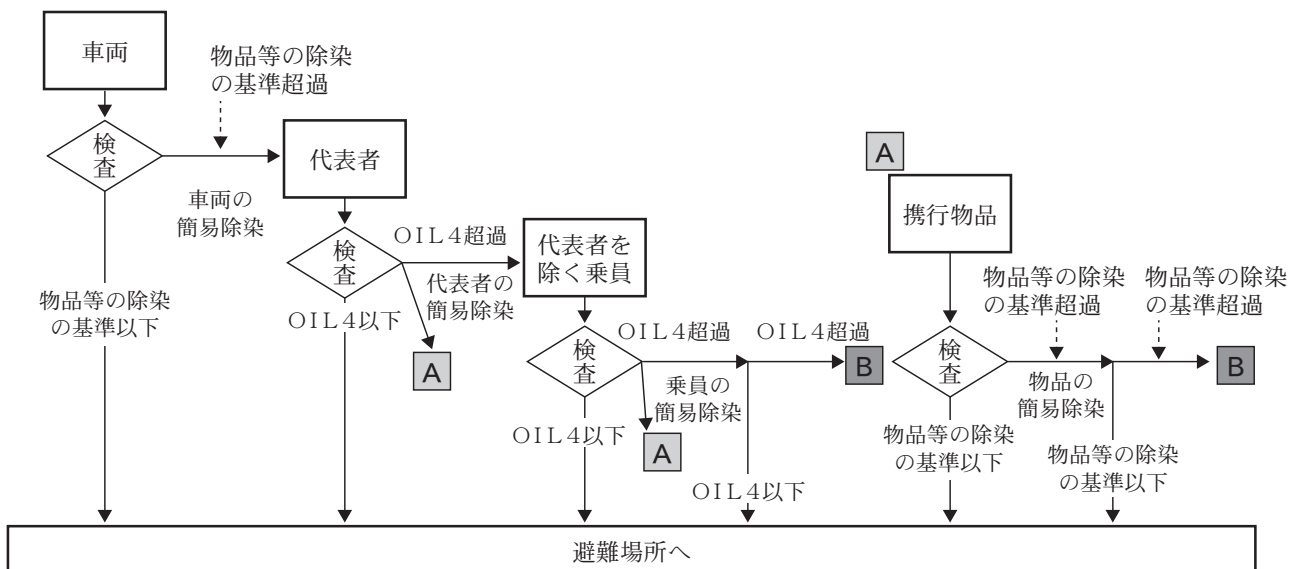 車両
物品等の除染
の基準超過
検
査
車両の
簡易除染
物品等の除染
の基準以下
代表者
検
査
OIL4超過
代表者の
簡易除染
OIL4以下
A
代表者を
除く乗員
検
査
OIL4超過
OIL4超過
B
乗員の
簡易除染
A
OIL4以下
OIL4以下
A
携行物品
検
査
物品等の除染
の基準超過
物品等の除染
の基準超過
B
物品の
簡易除染
物品等の除染
の基準以下
物品等の除染
の基準以下
避難場所へ